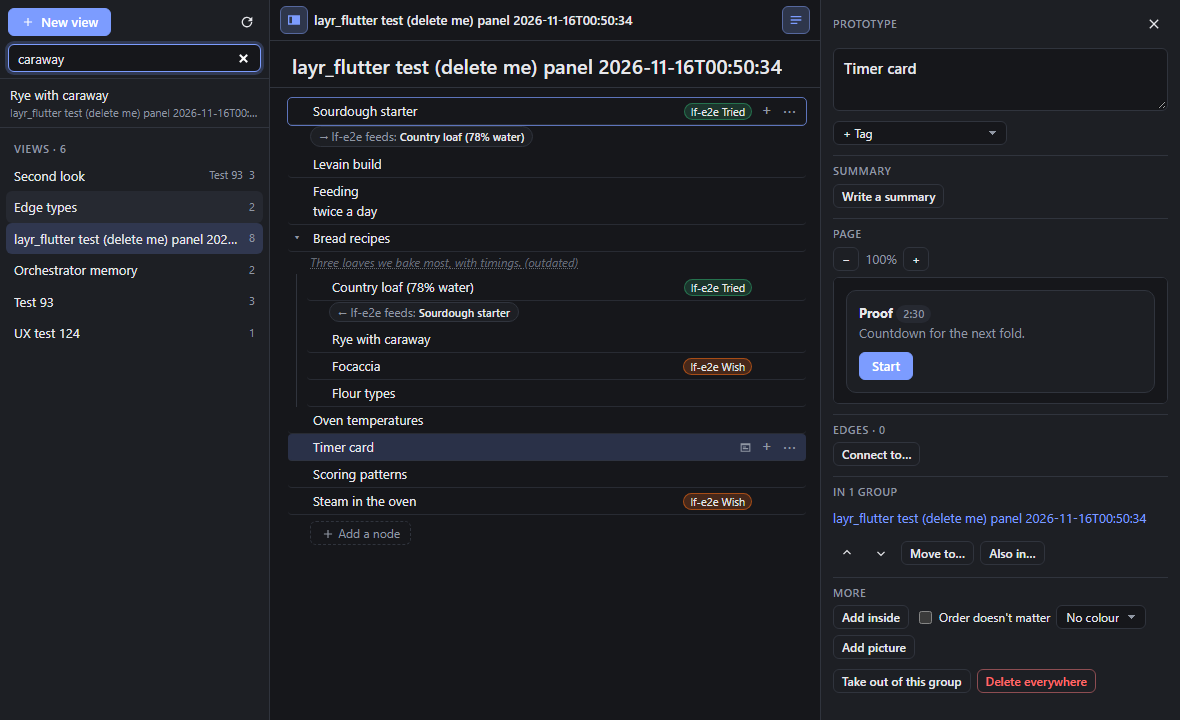 + New view
caraway
Rye with caraway
layr_flutter test (delete me) panel 2026-11-16T00:...
VIEWS · 6
Second look Test 93 3
Edge types 2
layr_flutter test (delete me) panel 202... 8
Orchestrator memory 2
Test 93 3
UX test 124 1
layr_flutter test (delete me) panel 2026-11-16T00:50:34
layr_flutter test (delete me) panel 2026-11-16T00:50:34
Sourdough starter lf-e2e Tried + ...
→ lf-e2e feeds: Country loaf (78% water)
Levain build
Feeding
twice a day
Bread recipes
Three loaves we bake most, with timings. (outdated)
Country loaf (78% water) lf-e2e Tried
← lf-e2e feeds: Sourdough starter
Rye with caraway
Focaccia lf-e2e Wish
Flour types
Oven temperatures
Timer card + ...
Scoring patterns
Steam in the oven lf-e2e Wish
+ Add a node
PROTOTYPE
Timer card
+ Tag
SUMMARY
Write a summary
PAGE
− 100% +
Proof 2:30
Countdown for the next fold.
Start
EDGES · 0
Connect to...
IN 1 GROUP
layr_flutter test (delete me) panel 2026-11-16T00:50:34
Move to... Also in...
MORE
Add inside Order doesn't matter No colour
Add picture
Take out of this group Delete everywhere